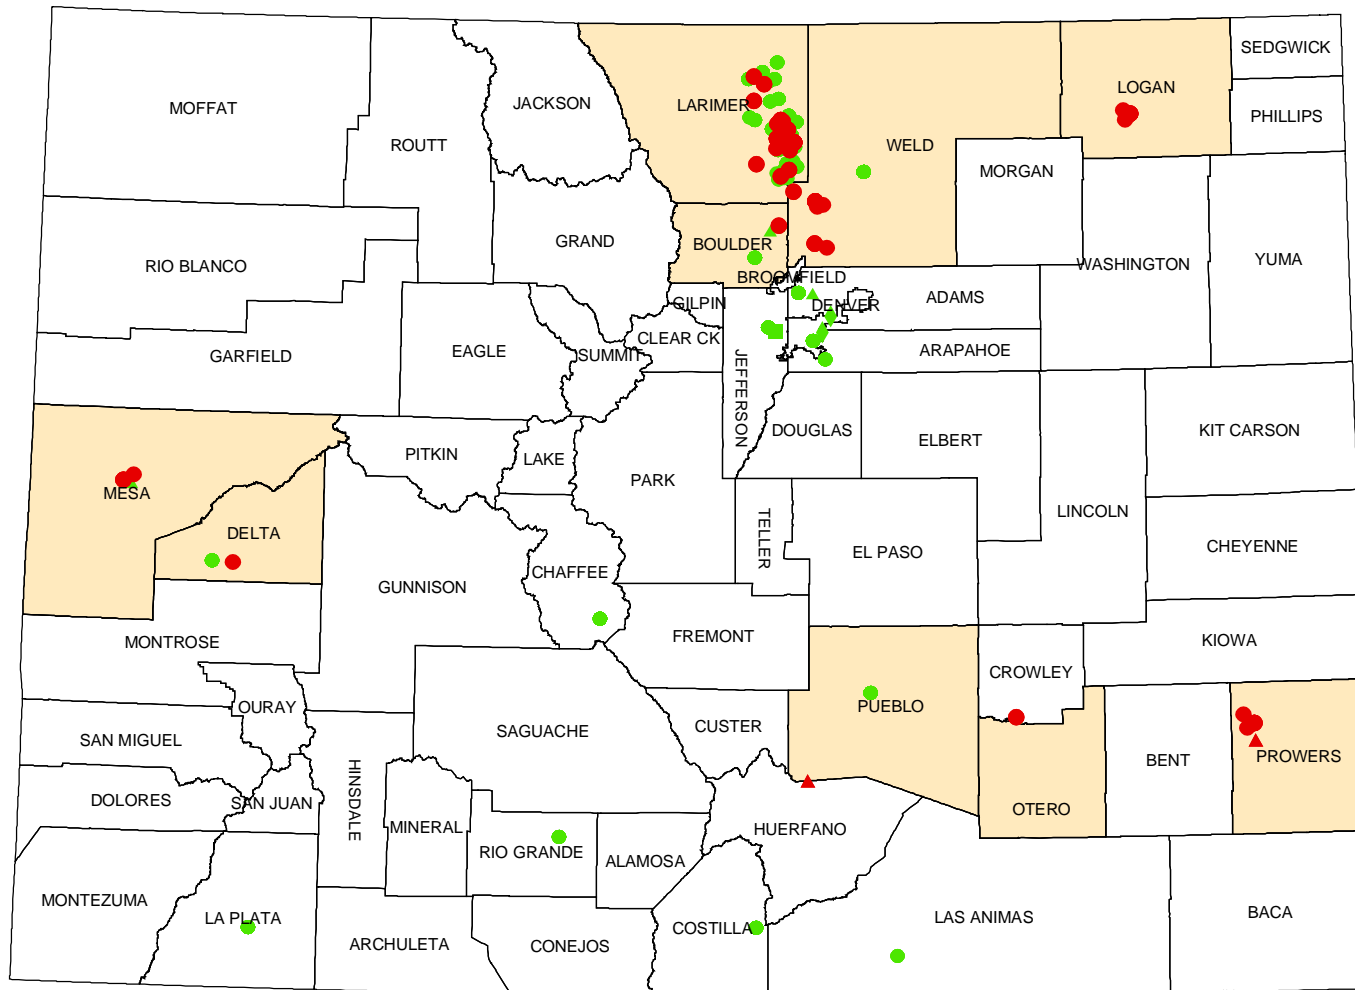 SEDGWICK
LOGAN
JACKSON
LARIMER
MOFFAT
PHILLIPS
ROUTT
WELD
MORGAN
GRAND
BOULDER
YUMA
RIO BLANCO
WASHINGTON
BROOMFIELD
GILPIN
DENVER
ADAMS
CLEAR CK
EAGLE
SUMMIT
GARFIELD
ARAPAHOE
JEFFERSON
DOUGLAS
KIT CARSON
ELBERT
PITKIN
LAKE
PARK
MESA
LINCOLN
DELTA
TELLER
EL PASO
CHEYENNE
CHAFFEE
GUNNISON
FREMONT
MONTROSE
KIOWA
CROWLEY
OURAY
PUEBLO
CUSTER
SAGUACHE
SAN MIGUEL
PROWERS
BENT
HINSDALE
DOLORES
SAN JUAN
OTERO
MINERAL
HUERFANO
RIO GRANDE
ALAMOSA
MONTEZUMA
LA PLATA
BACA
LAS ANIMAS
COSTILLA
ARCHULETA
CONEJOS